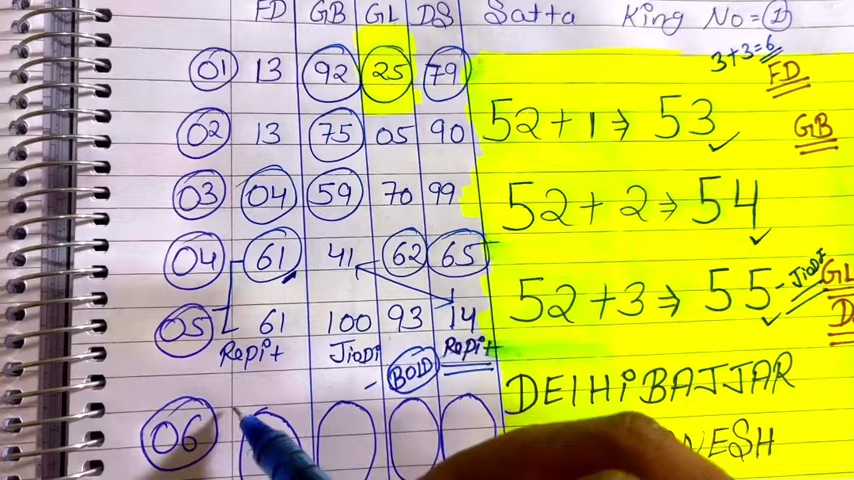 FD GB GL DS Satta King No=1
3+3=6
01 13 92 25 79 FD
02 13 75 05 90 52+1⇒53 GB
03 04 59 70 99 52+2⇒54
04 61 41 62 65
05 61 100 93 14 52+3⇒55-JioDI GL
Repit JioDI BOLD Repit
DElHiBAJJAR
06 NESH